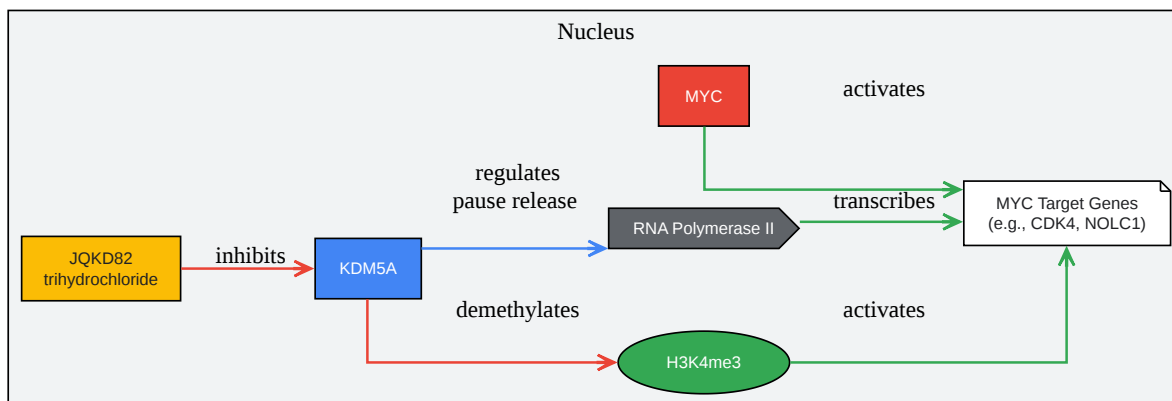 Nucleus
MYC
activates
regulates
pause release
transcribes
MYC Target Genes
(e.g., CDK4, NOLC1)
RNA Polymerase II
JQKD82
trihydrochloride
inhibits
KDM5A
demethylates
activates
H3K4me3